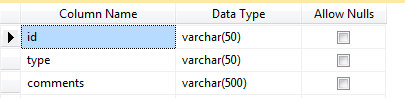 Column Name Data Type Allow Nulls
id varchar(50)
type varchar(50)
comments varchar(500)